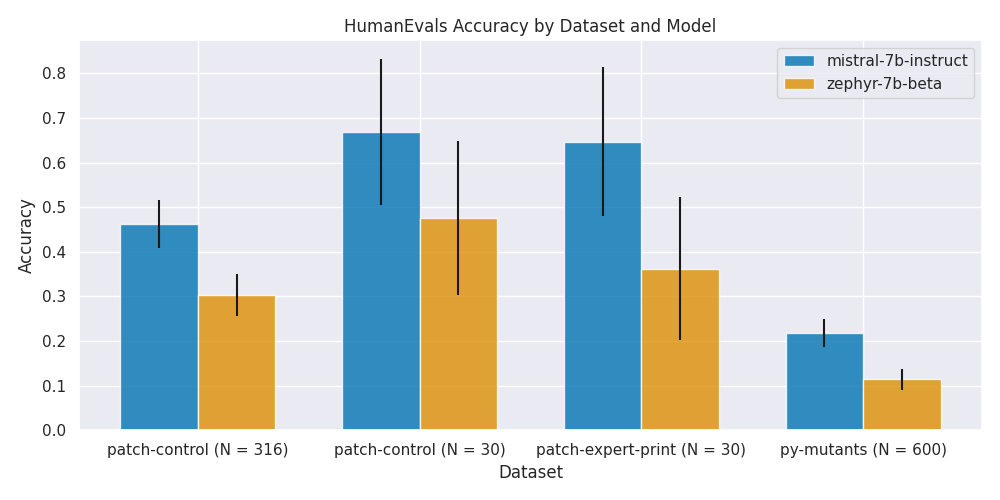 HumanEvals Accuracy by Dataset and Model
mistral-7b-instruct
zephyr-7b-beta
Accuracy
0.8
0.7
0.6
0.5
0.4
0.3
0.2
0.1
0.0
patch-control (N = 316)
patch-control (N = 30)
patch-expert-print (N = 30)
py-mutants (N = 600)
Dataset